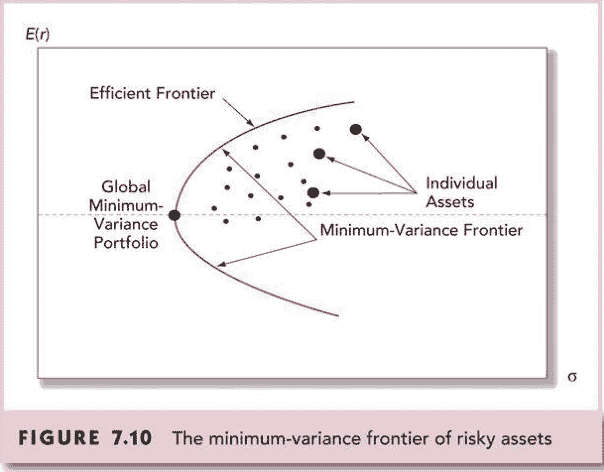 E(r)
Efficient Frontier
Global
Minimum-
Variance
Portfolio
Individual
Assets
Minimum-Variance Frontier
σ
FIGURE 7.10 The minimum-variance frontier of risky assets